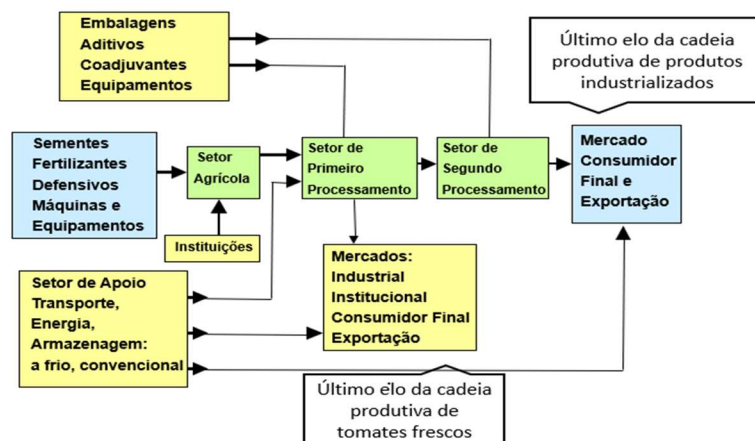 Embalagens
Aditivos
Coadjuvantes
Equipamentos
Último elo da cadeia
produtiva de produtos
industrializados
Sementes
Fertilizantes
Defensivos
Máquinas e
Equipamentos
Setor
Agrícola
Setor de
Primeiro
Processamento
Setor de
Segundo
Processamento
Mercado
Consumidor
Final e
Exportação
Instituições
Setor de Apoio
Transporte,
Energia,
Armazenagem:
a frio, convencional
Mercados:
Industrial
Institucional
Consumidor Final
Exportação
Último elo da cadeia
produtiva de
tomates frescos